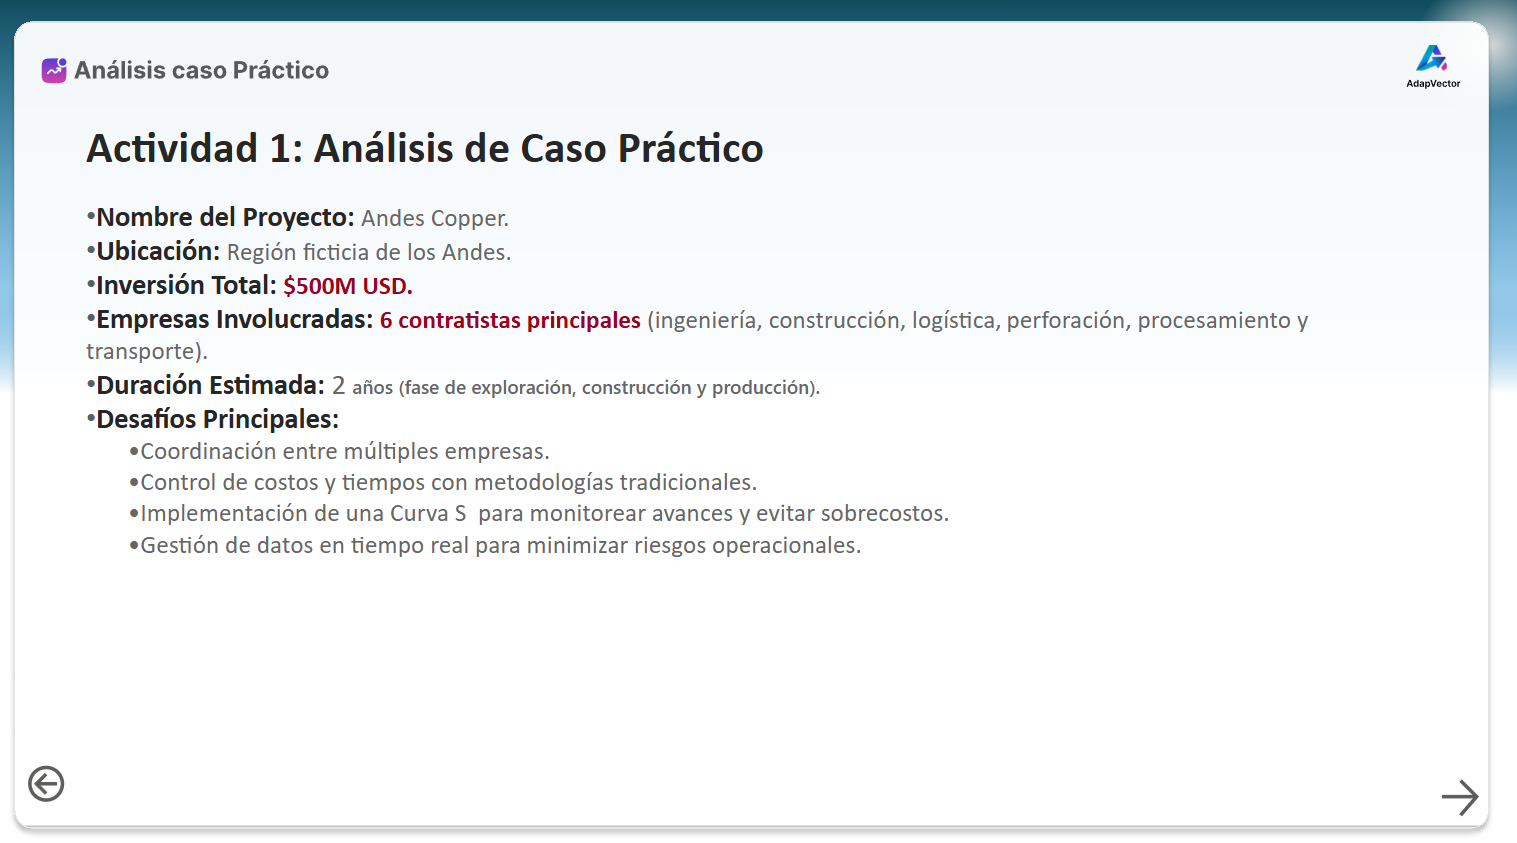 Análisis caso Práctico
AdapVector
Actividad 1: Análisis de Caso Práctico
•Nombre del Proyecto: Andes Copper.
•Ubicación: Región ficticia de los Andes.
•Inversión Total: $500M USD.
•Empresas Involucradas: 6 contratistas principales (ingeniería, construcción, logística, perforación, procesamiento y
transporte).
•Duración Estimada: 2 años (fase de exploración, construcción y producción).
•Desafíos Principales:
•Coordinación entre múltiples empresas.
•Control de costos y tiempos con metodologías tradicionales.
•Implementación de una Curva S  para monitorear avances y evitar sobrecostos.
•Gestión de datos en tiempo real para minimizar riesgos operacionales.